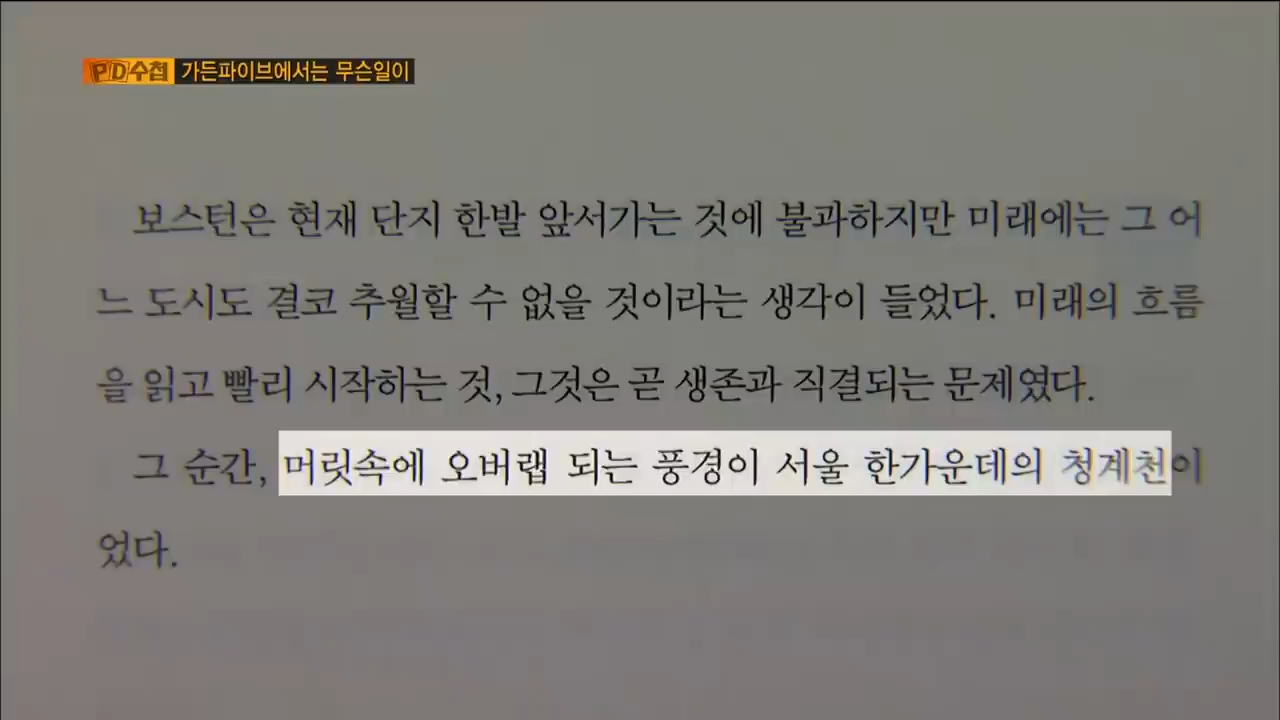 PD수첩 가든파이브에서는 무슨일이
보스턴은 현재 단지 한발 앞서가는 것에 불과하지만 미래에는 그 어
느 도시도 결코 추월할 수 없을 것이라는 생각이 들었다. 미래의 흐름
을 읽고 빨리 시작하는 것, 그것은 곧 생존과 직결되는 문제였다.
그 순간, 머릿속에 오버랩 되는 풍경이 서울 한가운데의 청계천이
었다.